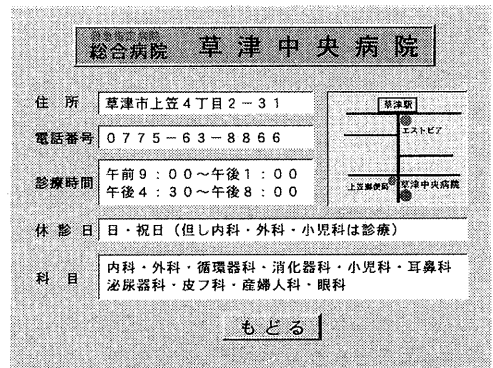 救急指定病院
総合病院 草津中央病院
住所 草津市上笠4丁目2-31
電話番号 0775-63-8866
診療時間 午前9:00~午後1:00
午後4:30~午後8:00
休診日 日・祝日(但し内科・外科・小児科は診療)
科目 内科・外科・循環器科・消化器科・小児科・耳鼻科
泌尿器科・皮フ科・産婦人科・眼科
草津駅
エストピア
上笠郵便局
草津中央病院
もどる